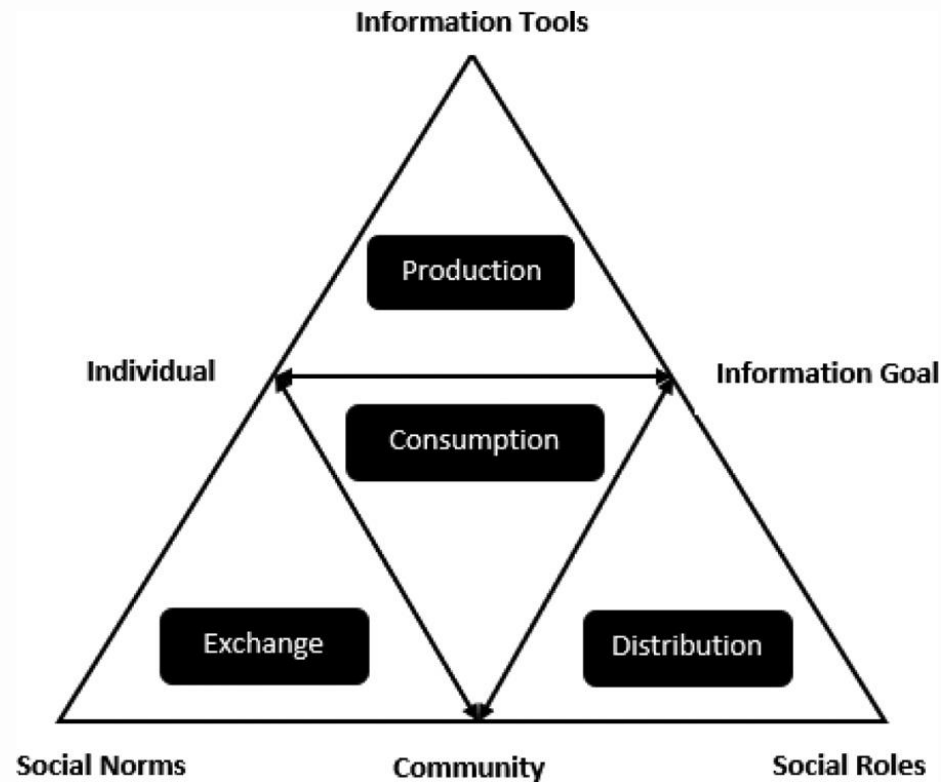 Information Tools
Production
Individual
Information Goal
Consumption
Exchange
Distribution
Social Norms
Community
Social Roles